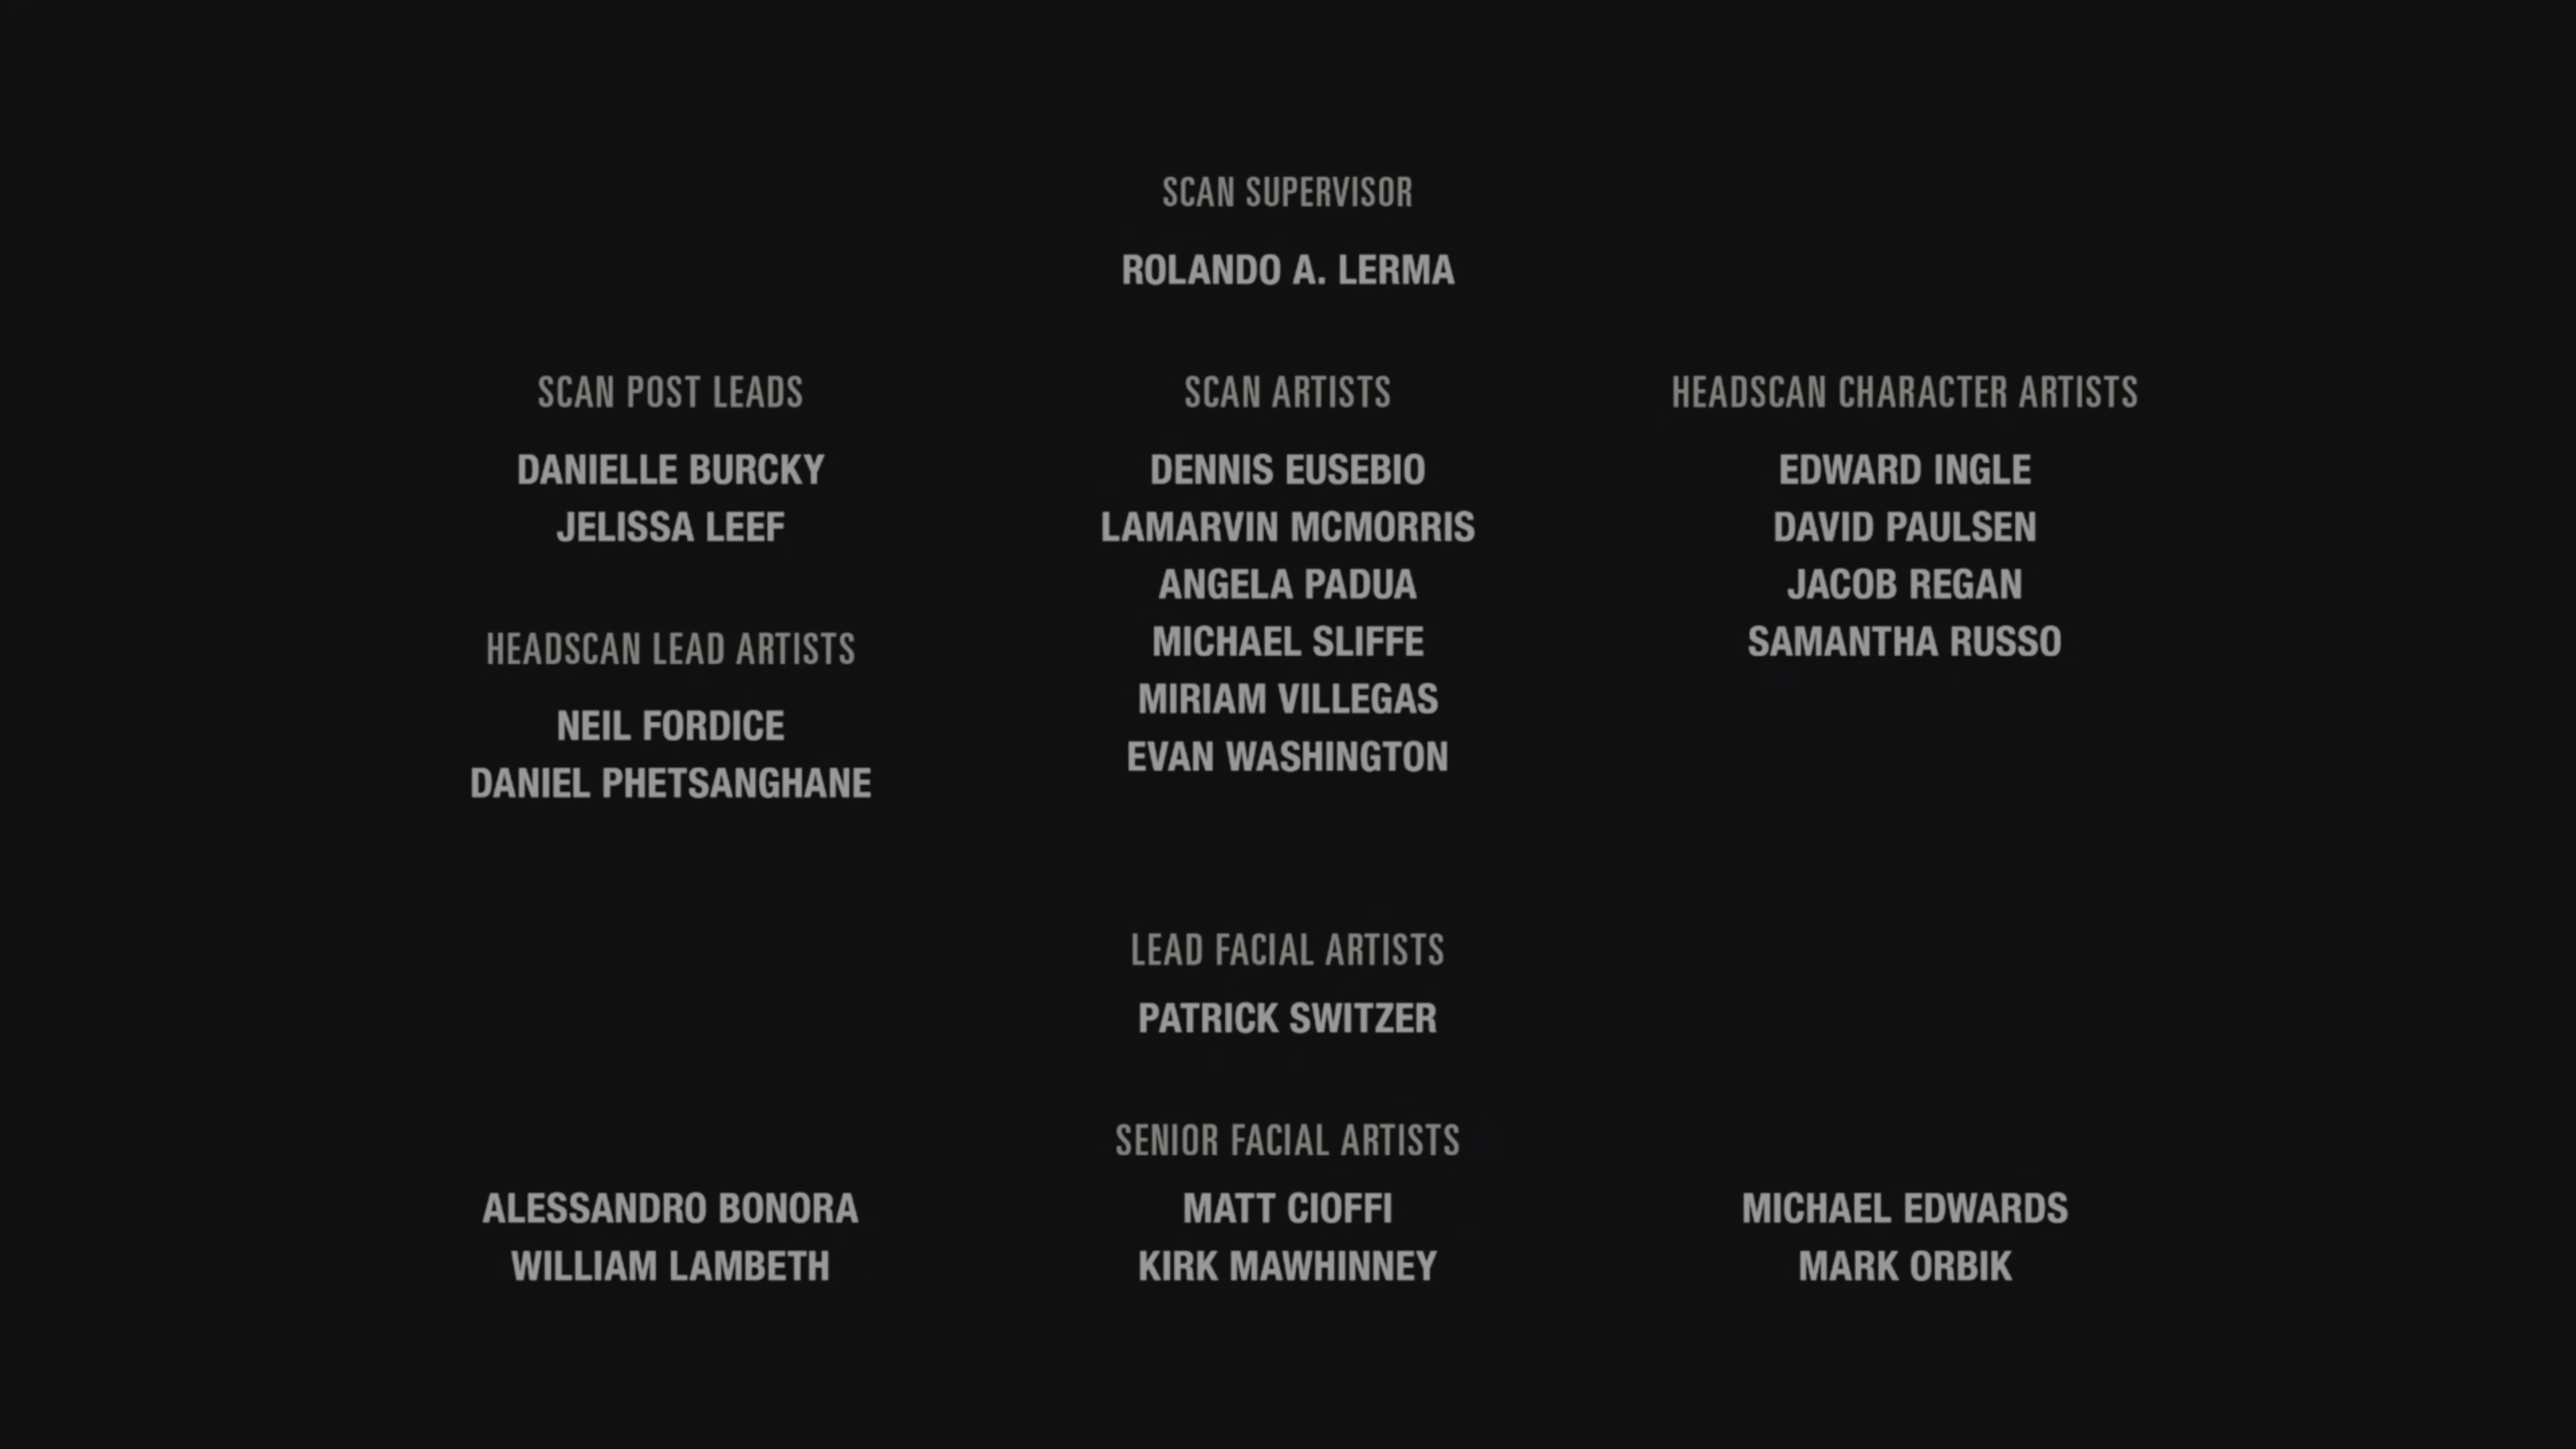 SCAN SUPERVISOR
ROLANDO A. LERMA
SCAN POST LEADS
DANIELLE BURCKY
JELISSA LEEF
HEADSCAN LEAD ARTISTS
NEIL FORDICE
DANIEL PHETSANGHANE
SCAN ARTISTS
DENNIS EUSEBIO
LAMARVIN MCMORRIS
ANGELA PADUA
MICHAEL SLIFFE
MIRIAM VILLEGAS
EVAN WASHINGTON
HEADSCAN CHARACTER ARTISTS
EDWARD INGLE
DAVID PAULSEN
JACOB REGAN
SAMANTHA RUSSO
LEAD FACIAL ARTISTS
PATRICK SWITZER
SENIOR FACIAL ARTISTS
ALESSANDRO BONORA
WILLIAM LAMBETH
MATT CIOFFI
KIRK MAWHINNEY
MICHAEL EDWARDS
MARK ORBIK